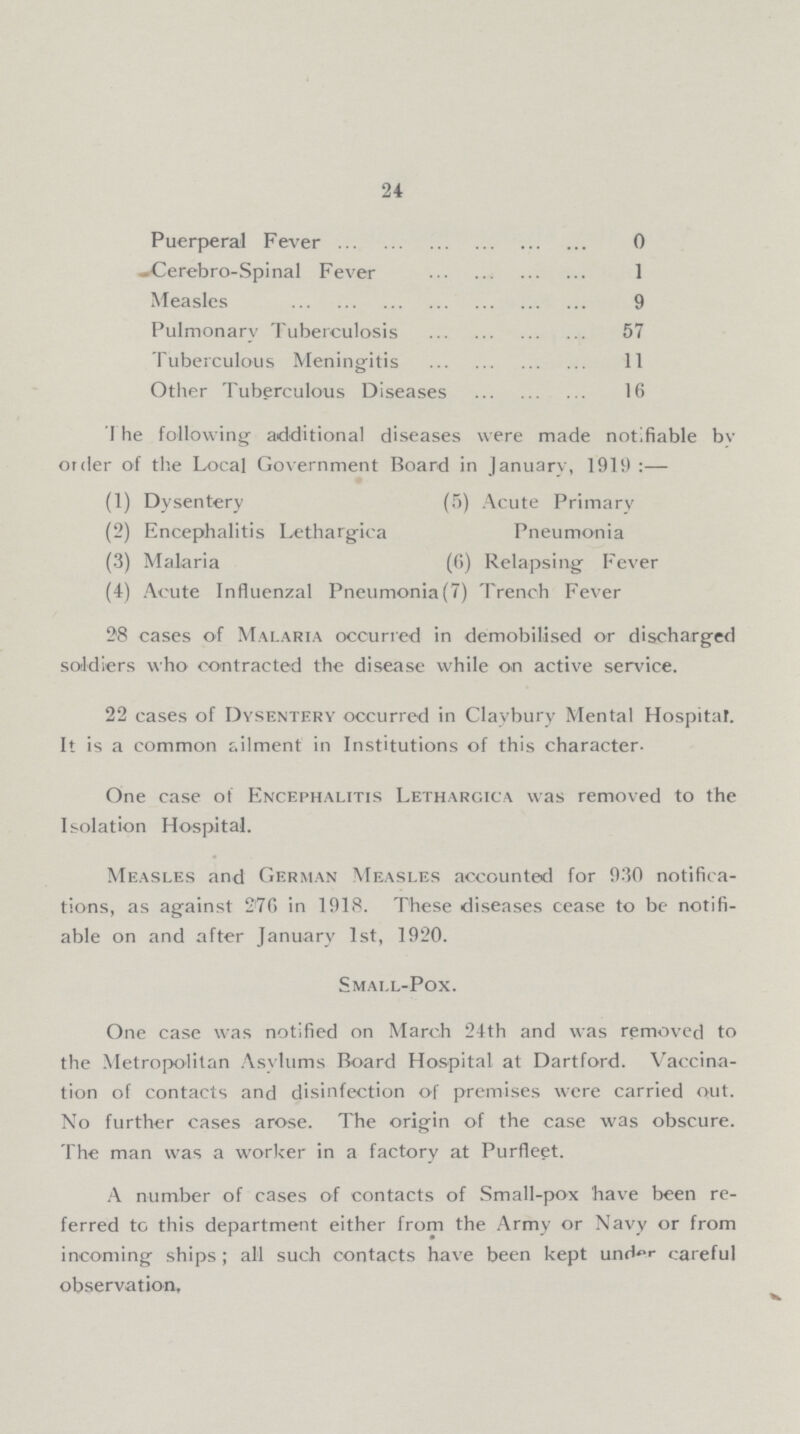 24
Puerperal Fever ... ... ... ... ... ... 0
Cerebro-Spinal Fever ... ... ... ... 1
Measles ... ... ... ... ... ... ... 9
Pulmonary Tuberculosis ... ... ... ... 57
Tuberculous Meningitis ... ... ... ... 11
Other Tuberculous Diseases ... ... ... 16
The following additional diseases were made notifiable by
order of the Local Government Board in January, 1919 :—
(1) Dysentery (5) Acute Primary
(2) Encephalitis Lethargica Pneumonia
(3) Malaria (6) Relapsing Fever
(4) Acute Influenzal Pneumonia (7) Trench Fever
28 cases of MALARIA occurred in demobilised or discharged
soldiers who contracted the disease while on active service.
22 cases of DYSENTERY occurred in Claybury Mental Hospital.
It is a common ailment in Institutions of this character.
One case of ENCEPHALITIS LETHARGICA was removed to the
Isolation Hospital.
MEASLES and GERMAN MEASLES accounted for 930 notifica-
tions, as against 276 in 1918. These diseases cease to be notifi-
able on and after January 1st, 1920.
SMALL-POX.
One case was notified on March 24th and was removed to
the Metropolitan Asylums Board Hospital at Dartford. Vaccina-
tion of contacts and disinfection of premises were carried out.
No further cases arose. The origin of the case was obscure.
The man was a worker in a factory at Purfleet.
A number of cases of contacts of Small-pox have been re-
ferred to this department either from the Army or Navy or from
incoming ships; all such contacts have been kept under careful
observation,